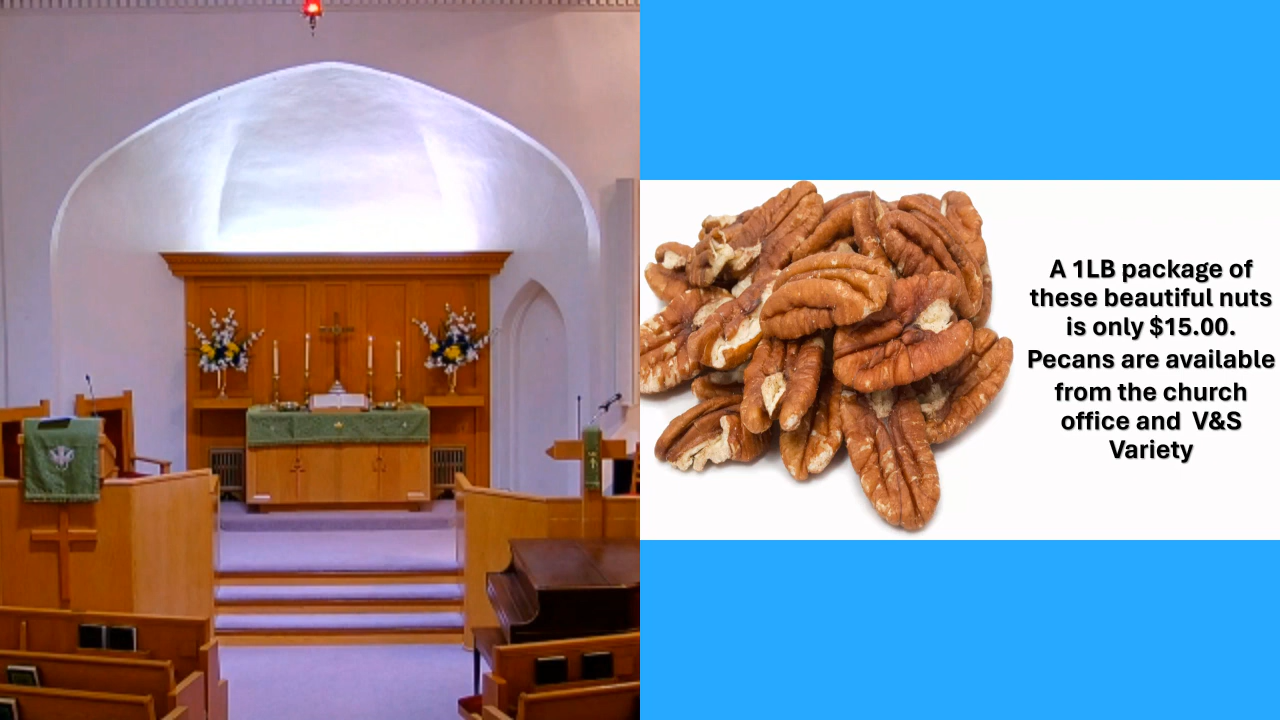 A 1LB package of
these beautiful nuts
is only $15.00.
Pecans are available
from the church
office and V&S
Variety